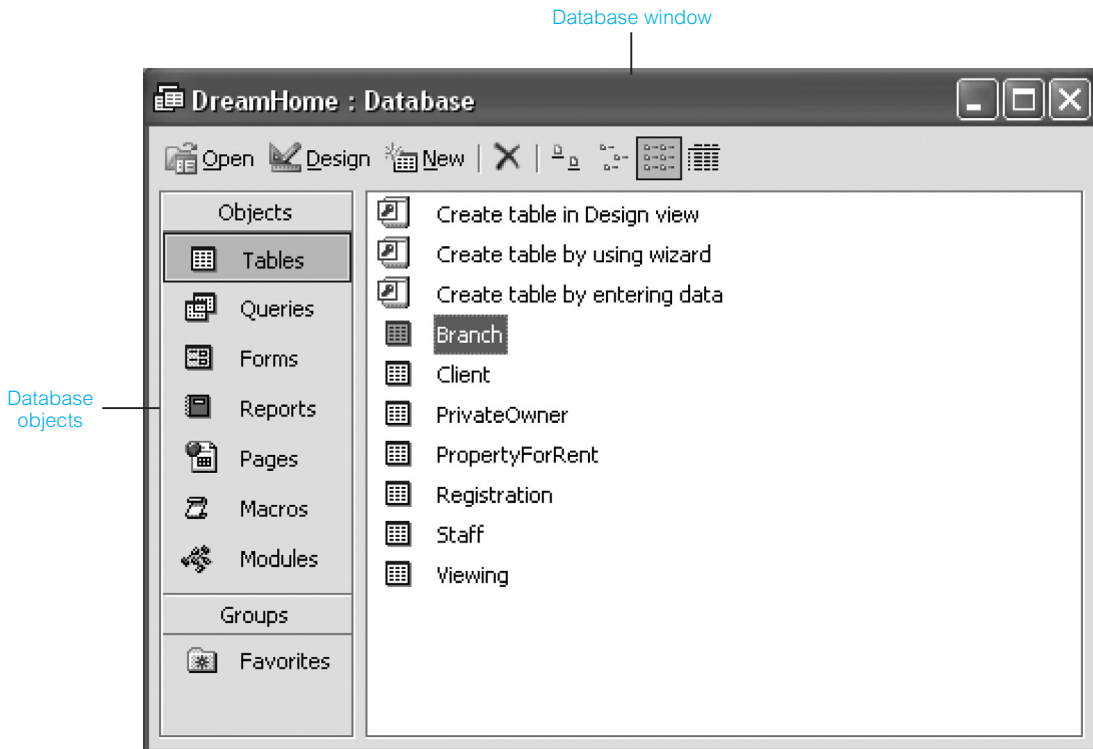 Database window
DreamHome : Database
Open Design New
Objects
Tables
Queries
Forms
Reports
Pages
Macros
Modules
Groups
Favorites
Create table in Design view
Create table by using wizard
Create table by entering data
Branch
Client
PrivateOwner
PropertyForRent
Registration
Staff
Viewing
Database
objects